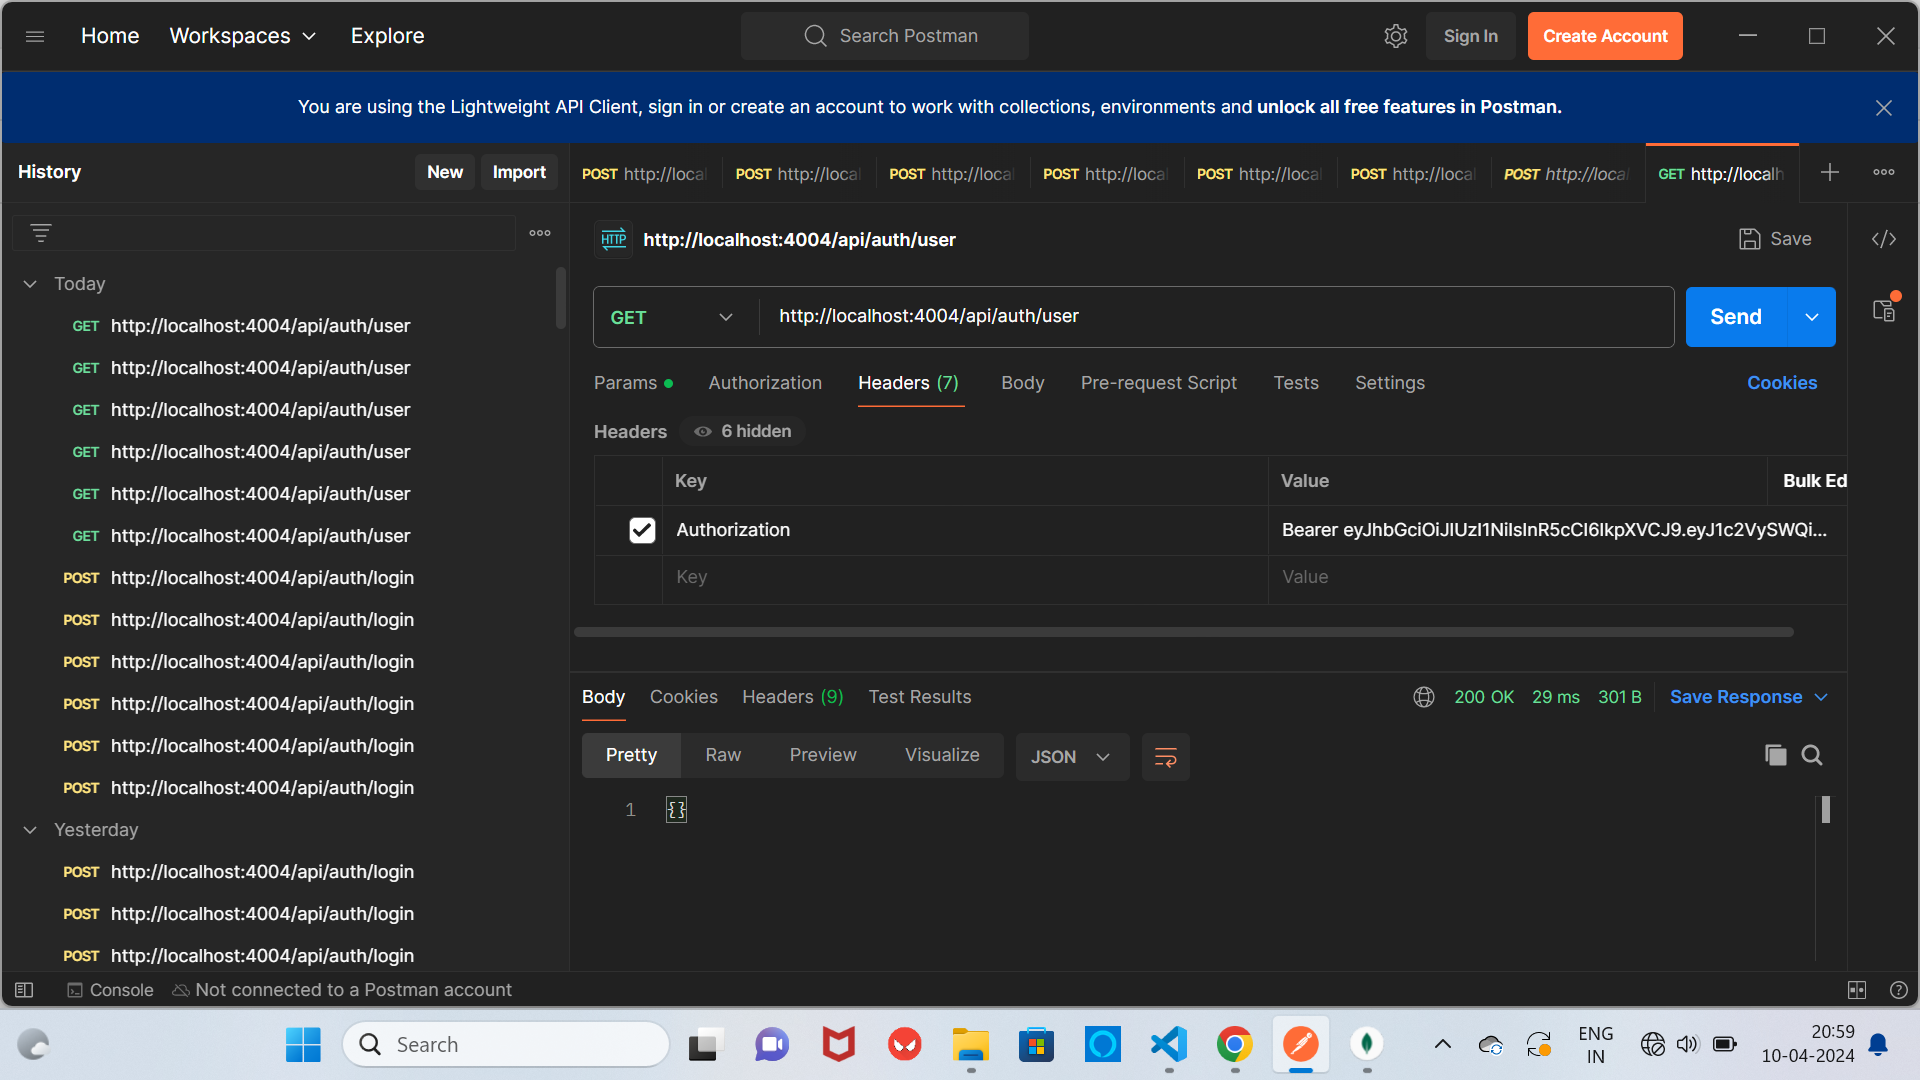 Home Workspaces Explore Search Postman Sign In Create Account
You are using the Lightweight API Client, sign in or create an account to work with collections, environments and unlock all free features in Postman.
History New Import
POST http://local POST http://local POST http://local POST http://local POST http://local POST http://local POST http://local GET http://localh
HTTP http://localhost:4004/api/auth/user Save
Today
GET http://localhost:4004/api/auth/user
GET http://localhost:4004/api/auth/user
GET http://localhost:4004/api/auth/user
GET http://localhost:4004/api/auth/user
GET http://localhost:4004/api/auth/user
GET http://localhost:4004/api/auth/user
POST http://localhost:4004/api/auth/login
POST http://localhost:4004/api/auth/login
POST http://localhost:4004/api/auth/login
POST http://localhost:4004/api/auth/login
POST http://localhost:4004/api/auth/login
POST http://localhost:4004/api/auth/login
Yesterday
POST http://localhost:4004/api/auth/login
POST http://localhost:4004/api/auth/login
POST http://localhost:4004/api/auth/login
GET http://localhost:4004/api/auth/user Send
Params Authorization Headers (7) Body Pre-request Script Tests Settings Cookies
Headers 6 hidden
Key Value Bulk Ed
Authorization Bearer eyJhbGciOiJIUzI1NiIsInR5cCI6IkpXVCJ9.eyJ1c2VySWQi...
Key Value
Body Cookies Headers (9) Test Results 200 OK 29 ms 301 B Save Response
Pretty Raw Preview Visualize JSON
1 {}
Console Not connected to a Postman account
Search
ENG
IN
20:59
10-04-2024